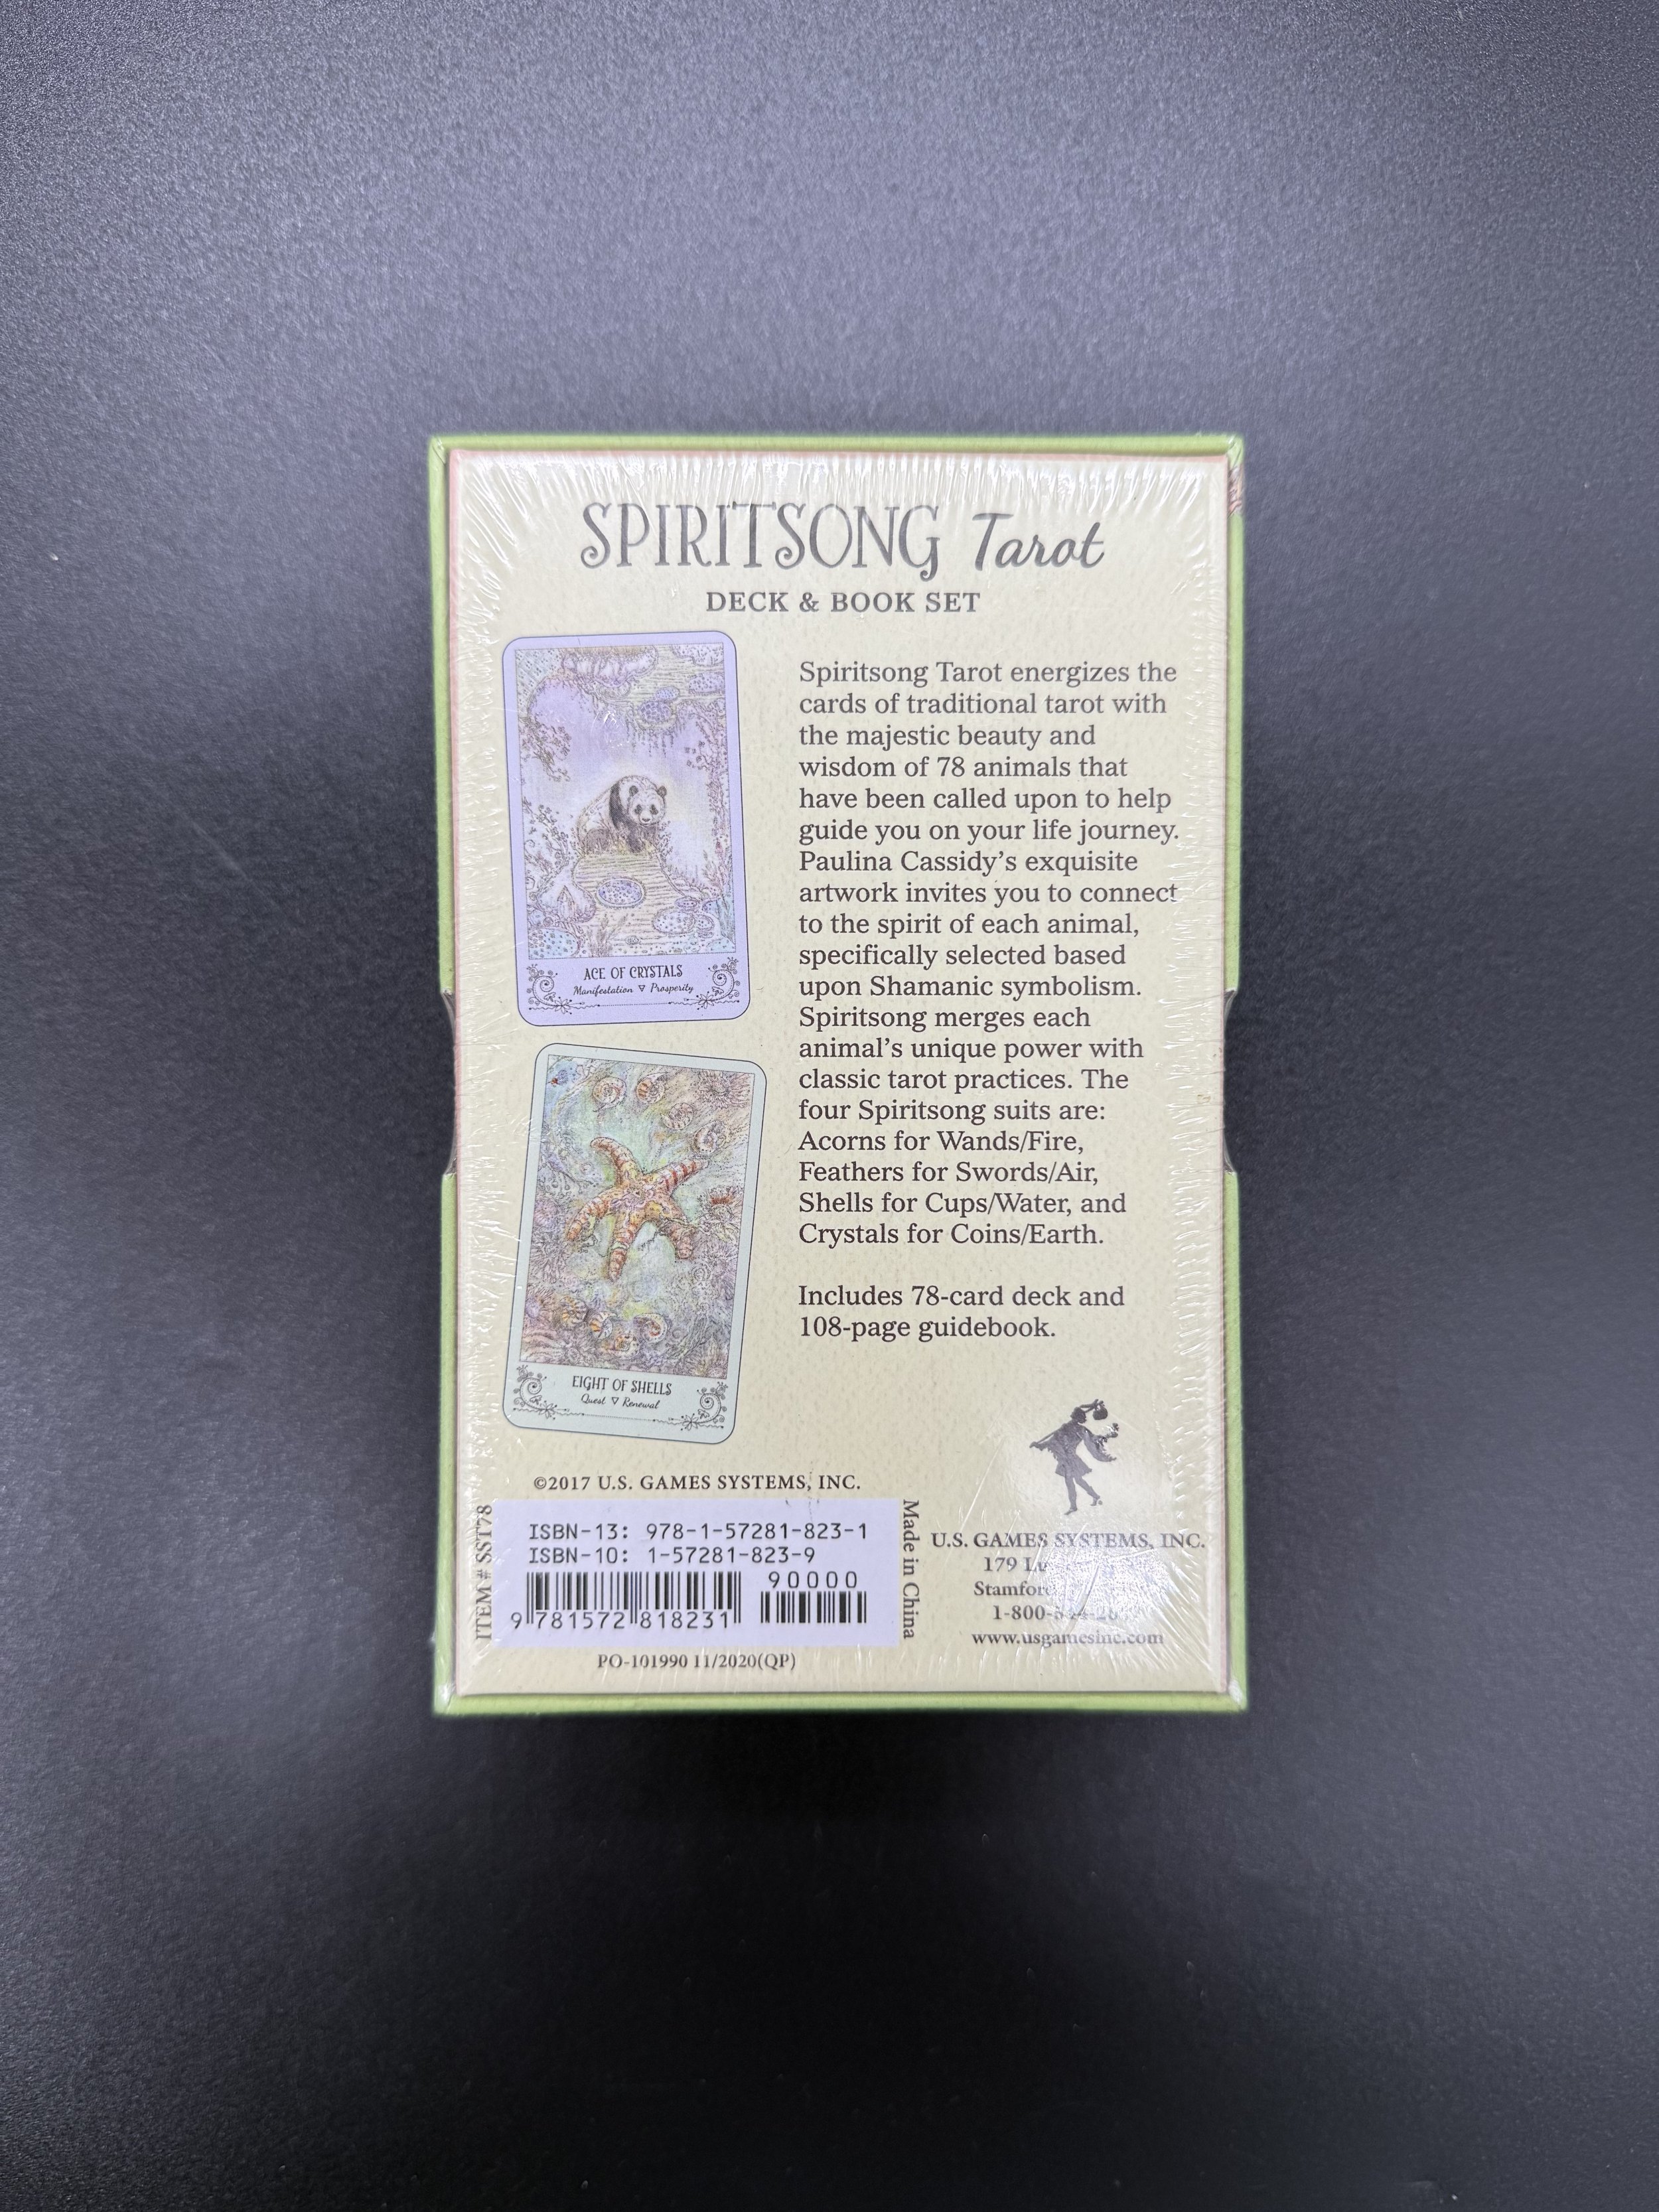 SPIRITSONG Tarot
DECK & BOOK SET
Spiritsong Tarot energizes the
cards of traditional tarot with
the majestic beauty and
wisdom of 78 animals that
have been called upon to help
guide you on your life journey.
Paulina Cassidy’s exquisite
artwork invites you to connect
to the spirit of each animal,
specifically selected based
upon Shamanic symbolism.
Spiritsong merges each
animal’s unique power with
classic tarot practices. The
four Spiritsong suits are:
Acorns for Wands/Fire,
Feathers for Swords/Air,
Shells for Cups/Water, and
Crystals for Coins/Earth.
Includes 78-card deck and
108-page guidebook.
ACE OF CRYSTALS
Manifestation ▽ Prosperity
EIGHT OF SHELLS
Quest ▽ Renewal
©2017 U.S. GAMES SYSTEMS, INC.
ITEM # SST78
ISBN-13: 978-1-57281-823-1
ISBN-10: 1-57281-823-9
90000
9 781572 818231
Made in China
PO-101990 11/2020(QP)
U.S. GAMES SYSTEMS, INC.
179
1-800-
www.usgamesinc.com